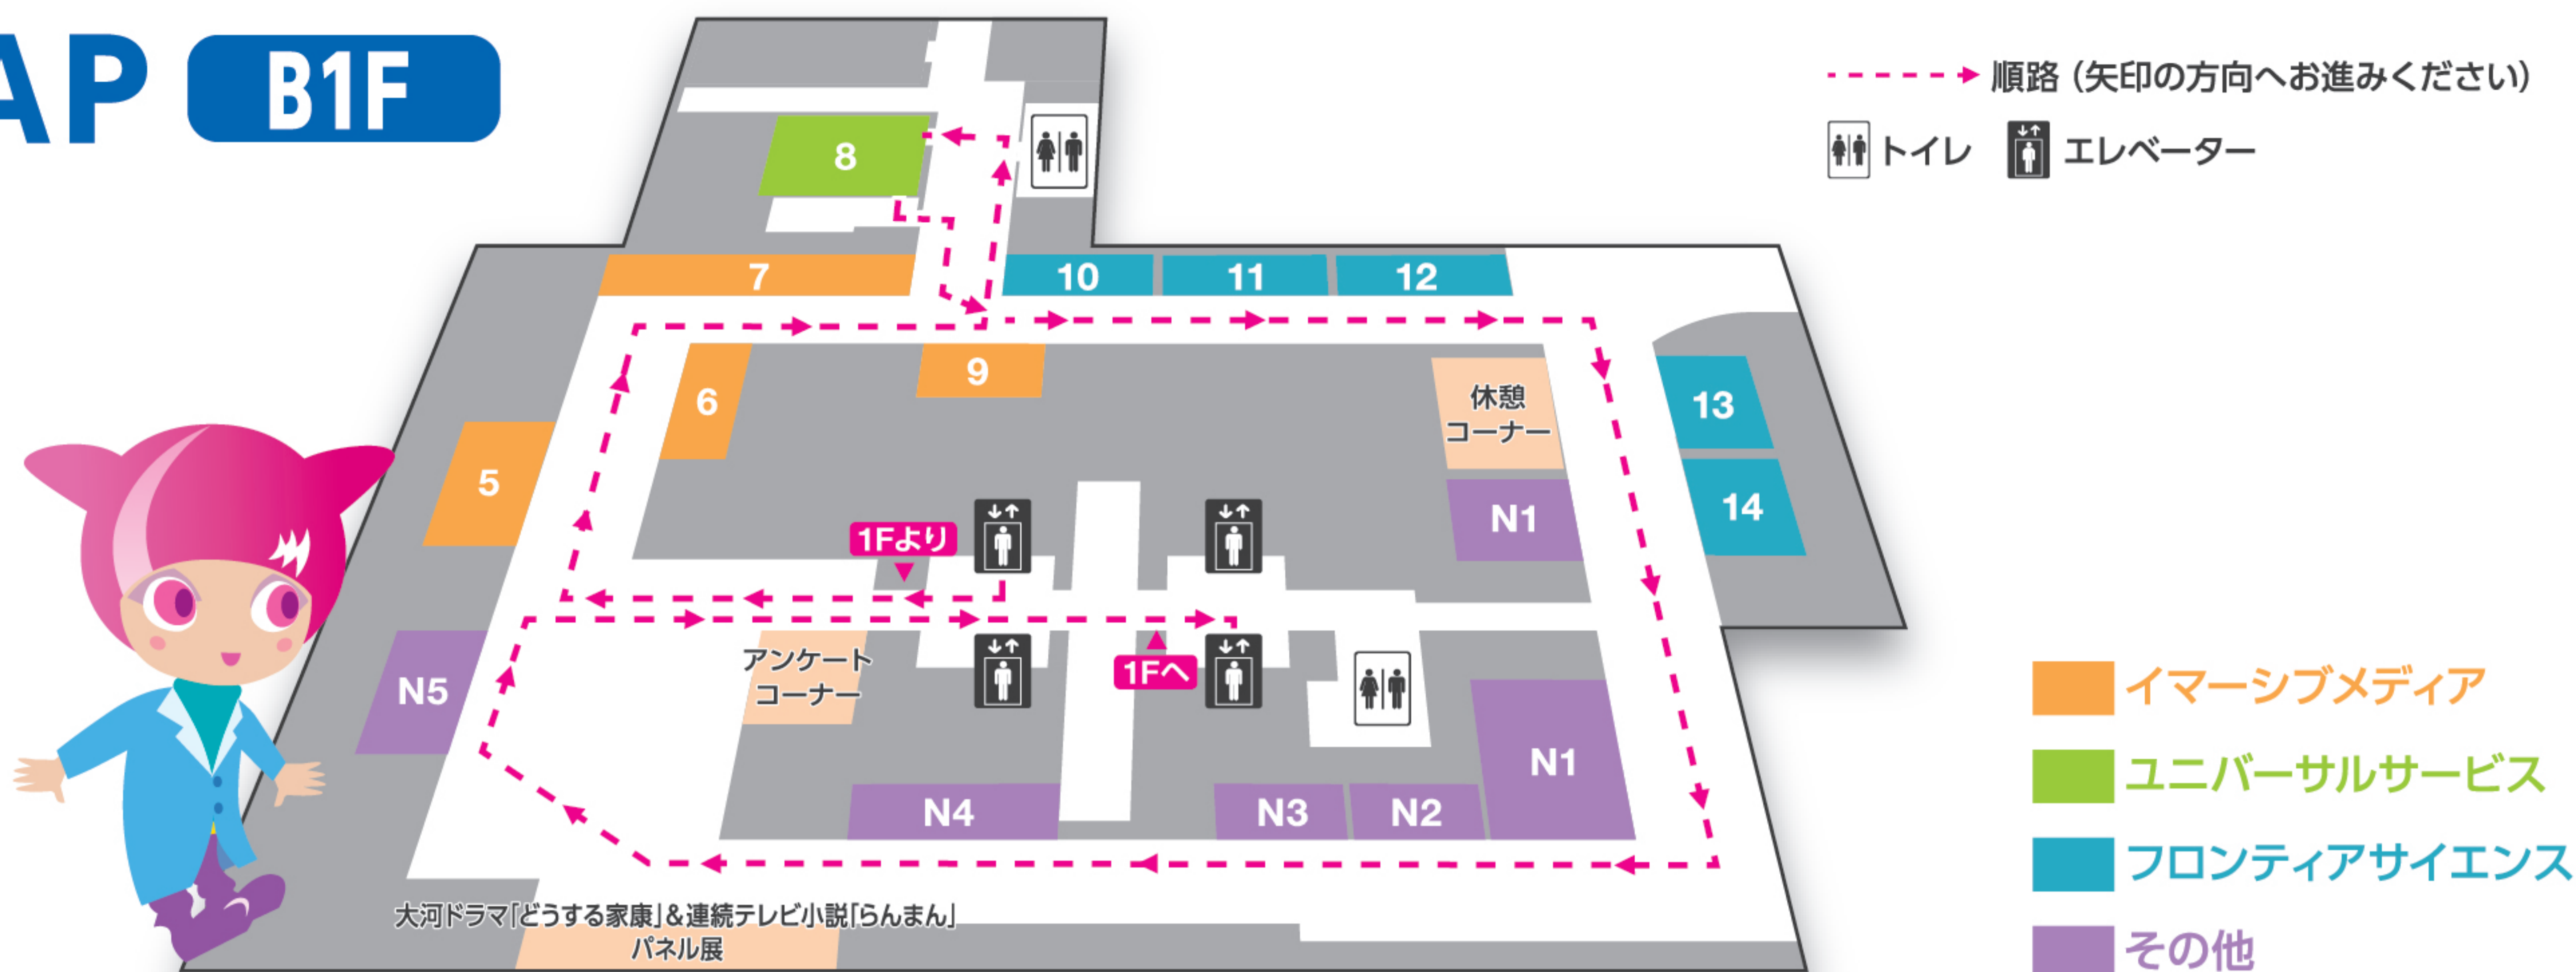 AP B1F
順路（矢印の方向へお進みください）
トイレ エレベーター
8
7
10
11
12
9
6
休憩
コーナー
13
5
14
N1
1Fより
アンケート
コーナー
1Fへ
N5
N1
N4
N3
N2
大河ドラマ「どうする家康」＆連続テレビ小説「らんまん」
パネル展
イマーシブメディア
ユニバーサルサービス
フロンティアサイエンス
その他